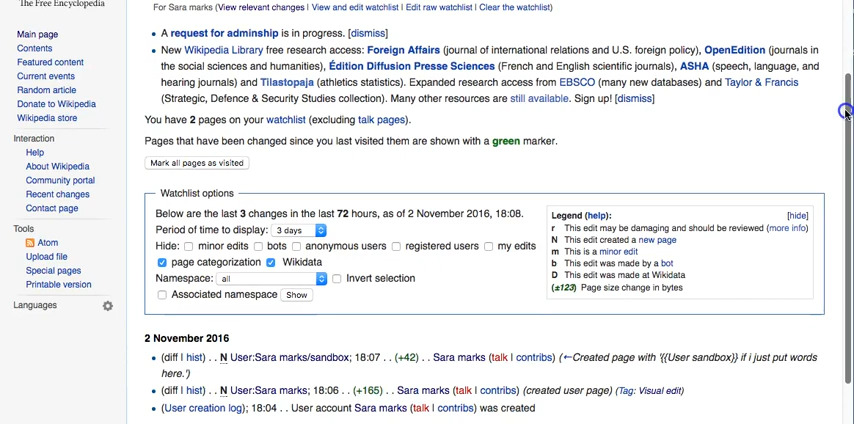 The Free Encyclopedia
Main page
Contents
Featured content
Current events
Random article
Donate to Wikipedia
Wikipedia store
Interaction
Help
About Wikipedia
Community portal
Recent changes
Contact page
Tools
Atom
Upload file
Special pages
Printable version
Languages
For Sara marks (View relevant changes | View and edit watchlist | Edit raw watchlist | Clear the watchlist)
• A request for adminship is in progress. [dismiss]
• New Wikipedia Library free research access: Foreign Affairs (journal of international relations and U.S. foreign policy), OpenEdition (journals in
the social sciences and humanities), Édition Diffusion Presse Sciences (French and English scientific journals), ASHA (speech, language, and
hearing journals) and Tilastopaja (athletics statistics). Expanded research access from EBSCO (many new databases) and Taylor & Francis
(Strategic, Defence & Security Studies collection). Many other resources are still available. Sign up! [dismiss]
You have 2 pages on your watchlist (excluding talk pages).
Pages that have been changed since you last visited them are shown with a green marker.
Mark all pages as visited
Watchlist options
Below are the last 3 changes in the last 72 hours, as of 2 November 2016, 18:08.
Period of time to display: 3 days
Hide: minor edits bots anonymous users registered users my edits
page categorization Wikidata
Namespace: all Invert selection
Associated namespace Show
Legend (help): [hide]
r This edit may be damaging and should be reviewed (more info)
N This edit created a new page
m This is a minor edit
b This edit was made by a bot
D This edit was made at Wikidata
(±123) Page size change in bytes
2 November 2016
• (diff | hist) . . N User:Sara marks/sandbox; 18:07 . . (+42) . . Sara marks (talk | contribs) (←Created page with '{{User sandbox}} if i just put words
here.')
• (diff | hist) . . N User:Sara marks; 18:06 . . (+165) . . Sara marks (talk | contribs) (created user page) (Tag: Visual edit)
• (User creation log); 18:04 . . User account Sara marks (talk | contribs) was created